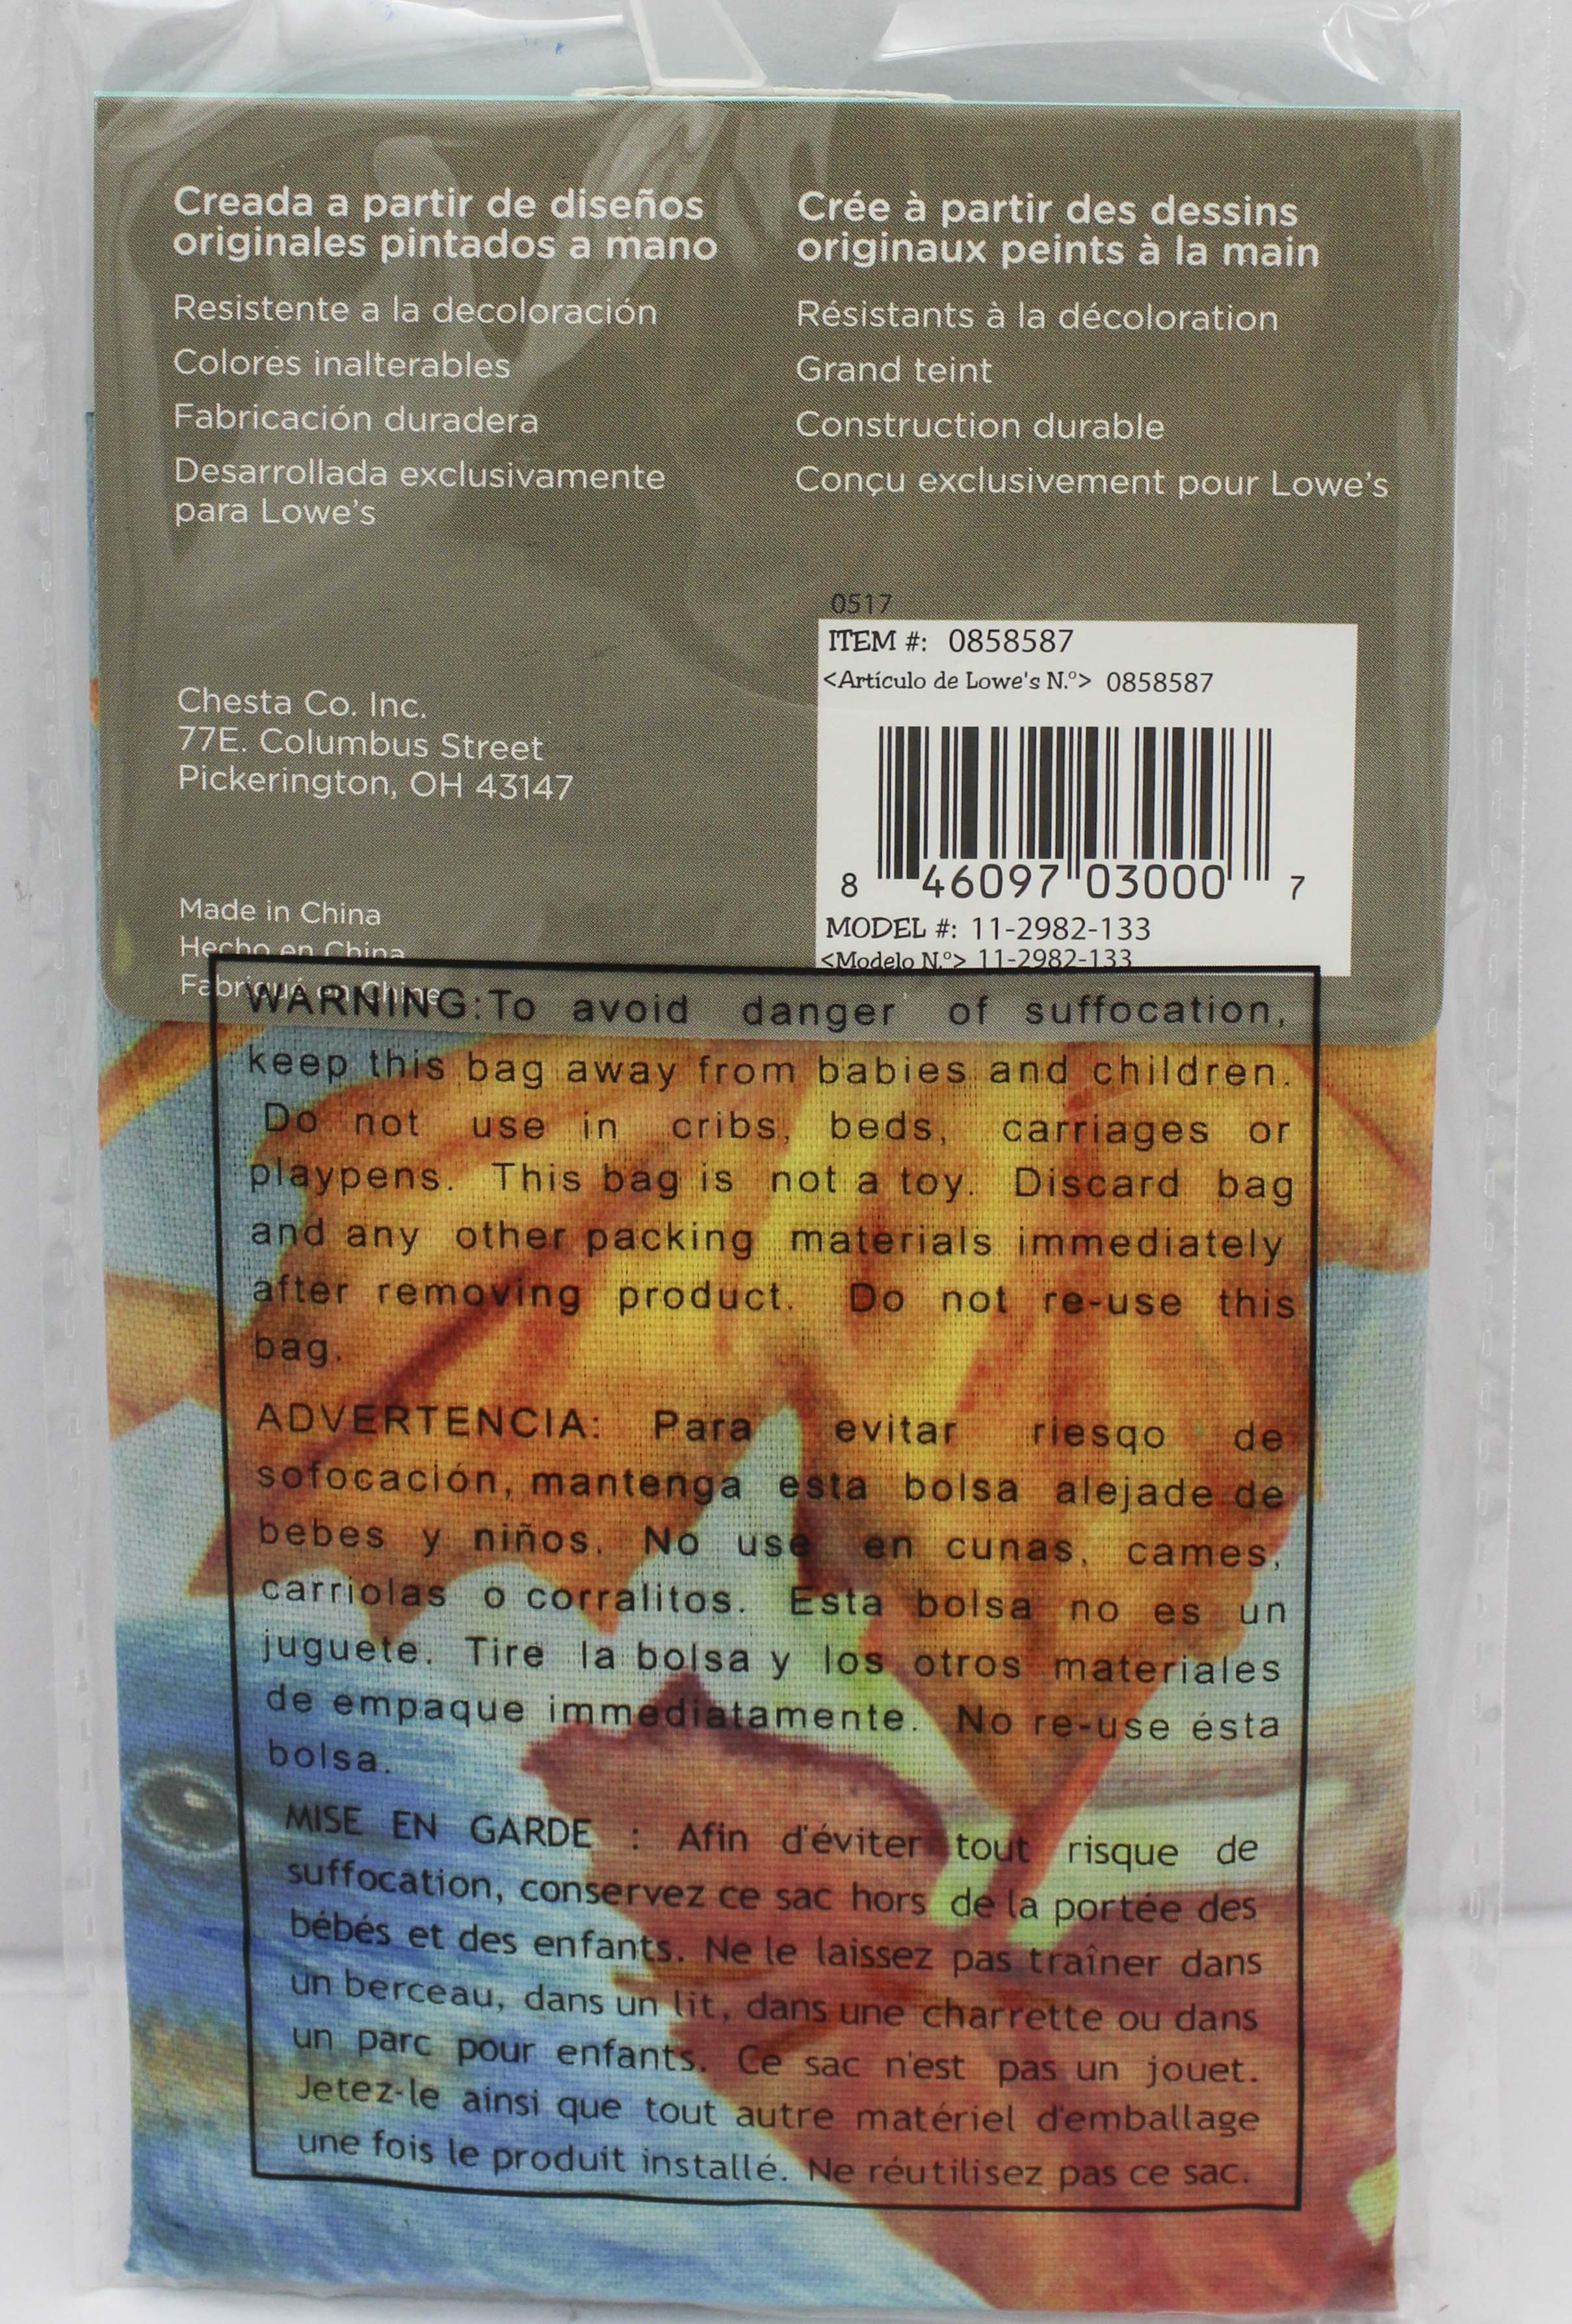 Creada a partir de diseños
originales pintados a mano
Resistente a la decoloración
Colores inalterables
Fabricación duradera
Desarrollada exclusivamente
para Lowe's
Crée à partir des dessins
originaux peints à la main
Résistants à la décoloration
Grand teint
Construction durable
Conçu exclusivement pour Lowe's
Chesta Co. Inc.
77E. Columbus Street
Pickerington, OH 43147
Made in China
Hecho en China
Fabriqué en Chine
0517
ITEM #: 0858587
<Artículo de Lowe's N.º> 0858587
8 46097 03000 7
MODEL #: 11-2982-133
<Modelo N.º> 11-2982-133
WARNING:To avoid danger of suffocation,
keep this bag away from babies and children.
Do not use in cribs, beds, carriages or
playpens. This bag is not a toy. Discard bag
and any other packing materials immediately
after removing product. Do not re-use this
bag.
ADVERTENCIA: Para evitar riesqo de
sofocación, mantenga esta bolsa alejade de
bebes y niños. No use en cunas, cames,
carriolas o corralitos. Esta bolsa no es un
juguete. Tire la bolsa y los otros materiales
de empaque immediatamente. No re-use ésta
bolsa.
MISE EN GARDE : Afin d'éviter tout risque de
suffocation, conservez ce sac hors de la portée des
bébés et des enfants. Ne le laissez pas traîner dans
un berceau, dans un lit, dans une charrette ou dans
un parc pour enfants. Ce sac n'est pas un jouet.
Jetez-le ainsi que tout autre matériel d'emballage
une fois le produit installé. Ne réutilisez pas ce sac.